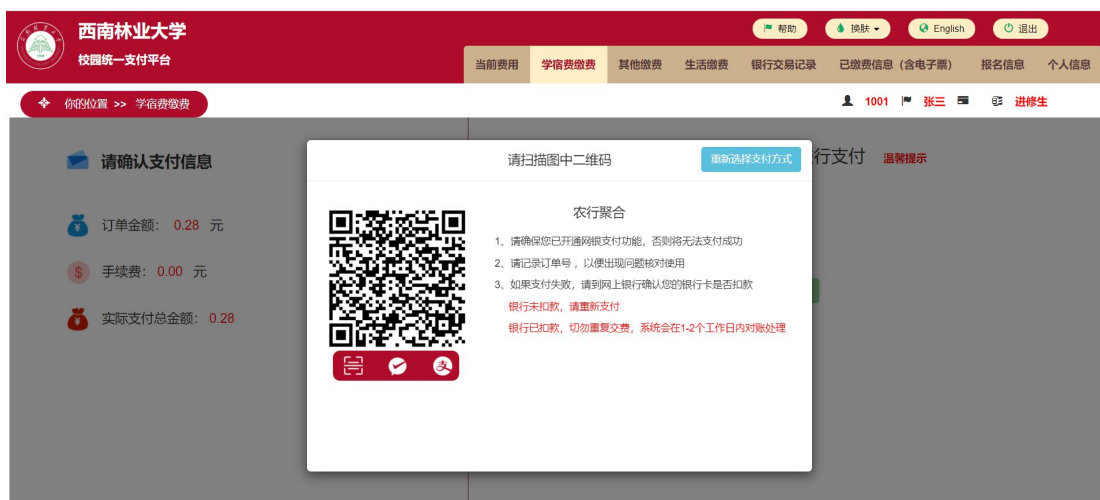 西南林业大学
校园统一支付平台
帮助 换肤 English 退出
当前费用 学宿费缴费 其他缴费 生活缴费 银行交易记录 已缴费信息（含电子票） 报名信息 个人信息
你的位置 >> 学宿费缴费
1001 张三 进修生
请确认支付信息
订单金额： 0.28 元
手续费： 0.00 元
实际支付总金额： 0.28
行支付 温馨提示
请扫描图中二维码
重新选择支付方式
农行聚合
1、请确保您已开通网银支付功能，否则将无法支付成功
2、请记录订单号 ，以便出现问题核对使用
3、如果支付失败，请到网上银行确认您的银行卡是否扣款
银行未扣款，请重新支付
银行已扣款，切勿重复交费，系统会在1-2个工作日内对账处理
支